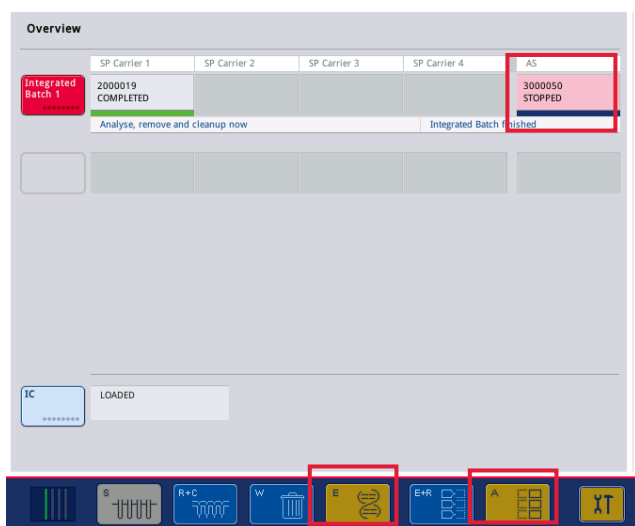 Overview
SP Carrier 1
SP Carrier 2
SP Carrier 3
SP Carrier 4
AS
Integrated
Batch 1
2000019
COMPLETED
3000050
STOPPED
Analyse, remove and cleanup now
Integrated Batch finished
IC
LOADED
S
R+C
W
E
E+R
A